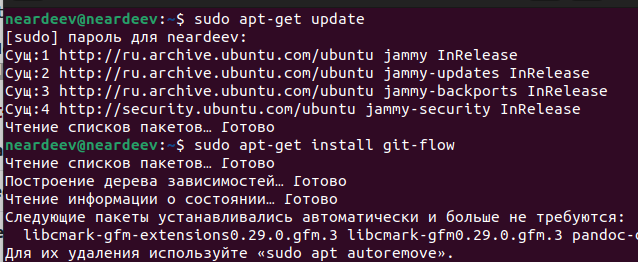 neardeev@neardeev:~$ sudo apt-get update
[sudo] пароль для neardeev:
Сущ:1 http://ru.archive.ubuntu.com/ubuntu jammy InRelease
Сущ:2 http://ru.archive.ubuntu.com/ubuntu jammy-updates InRelease
Сущ:3 http://ru.archive.ubuntu.com/ubuntu jammy-backports InRelease
Сущ:4 http://security.ubuntu.com/ubuntu jammy-security InRelease
Чтение списков пакетов… Готово
neardeev@neardeev:~$ sudo apt-get install git-flow
Чтение списков пакетов… Готово
Построение дерева зависимостей… Готово
Чтение информации о состоянии… Готово
Следующие пакеты устанавливались автоматически и больше не требуются:
libcmark-gfm-extensions0.29.0.gfm.3 libcmark-gfm0.29.0.gfm.3
Для их удаления используйте «sudo apt autoremove».